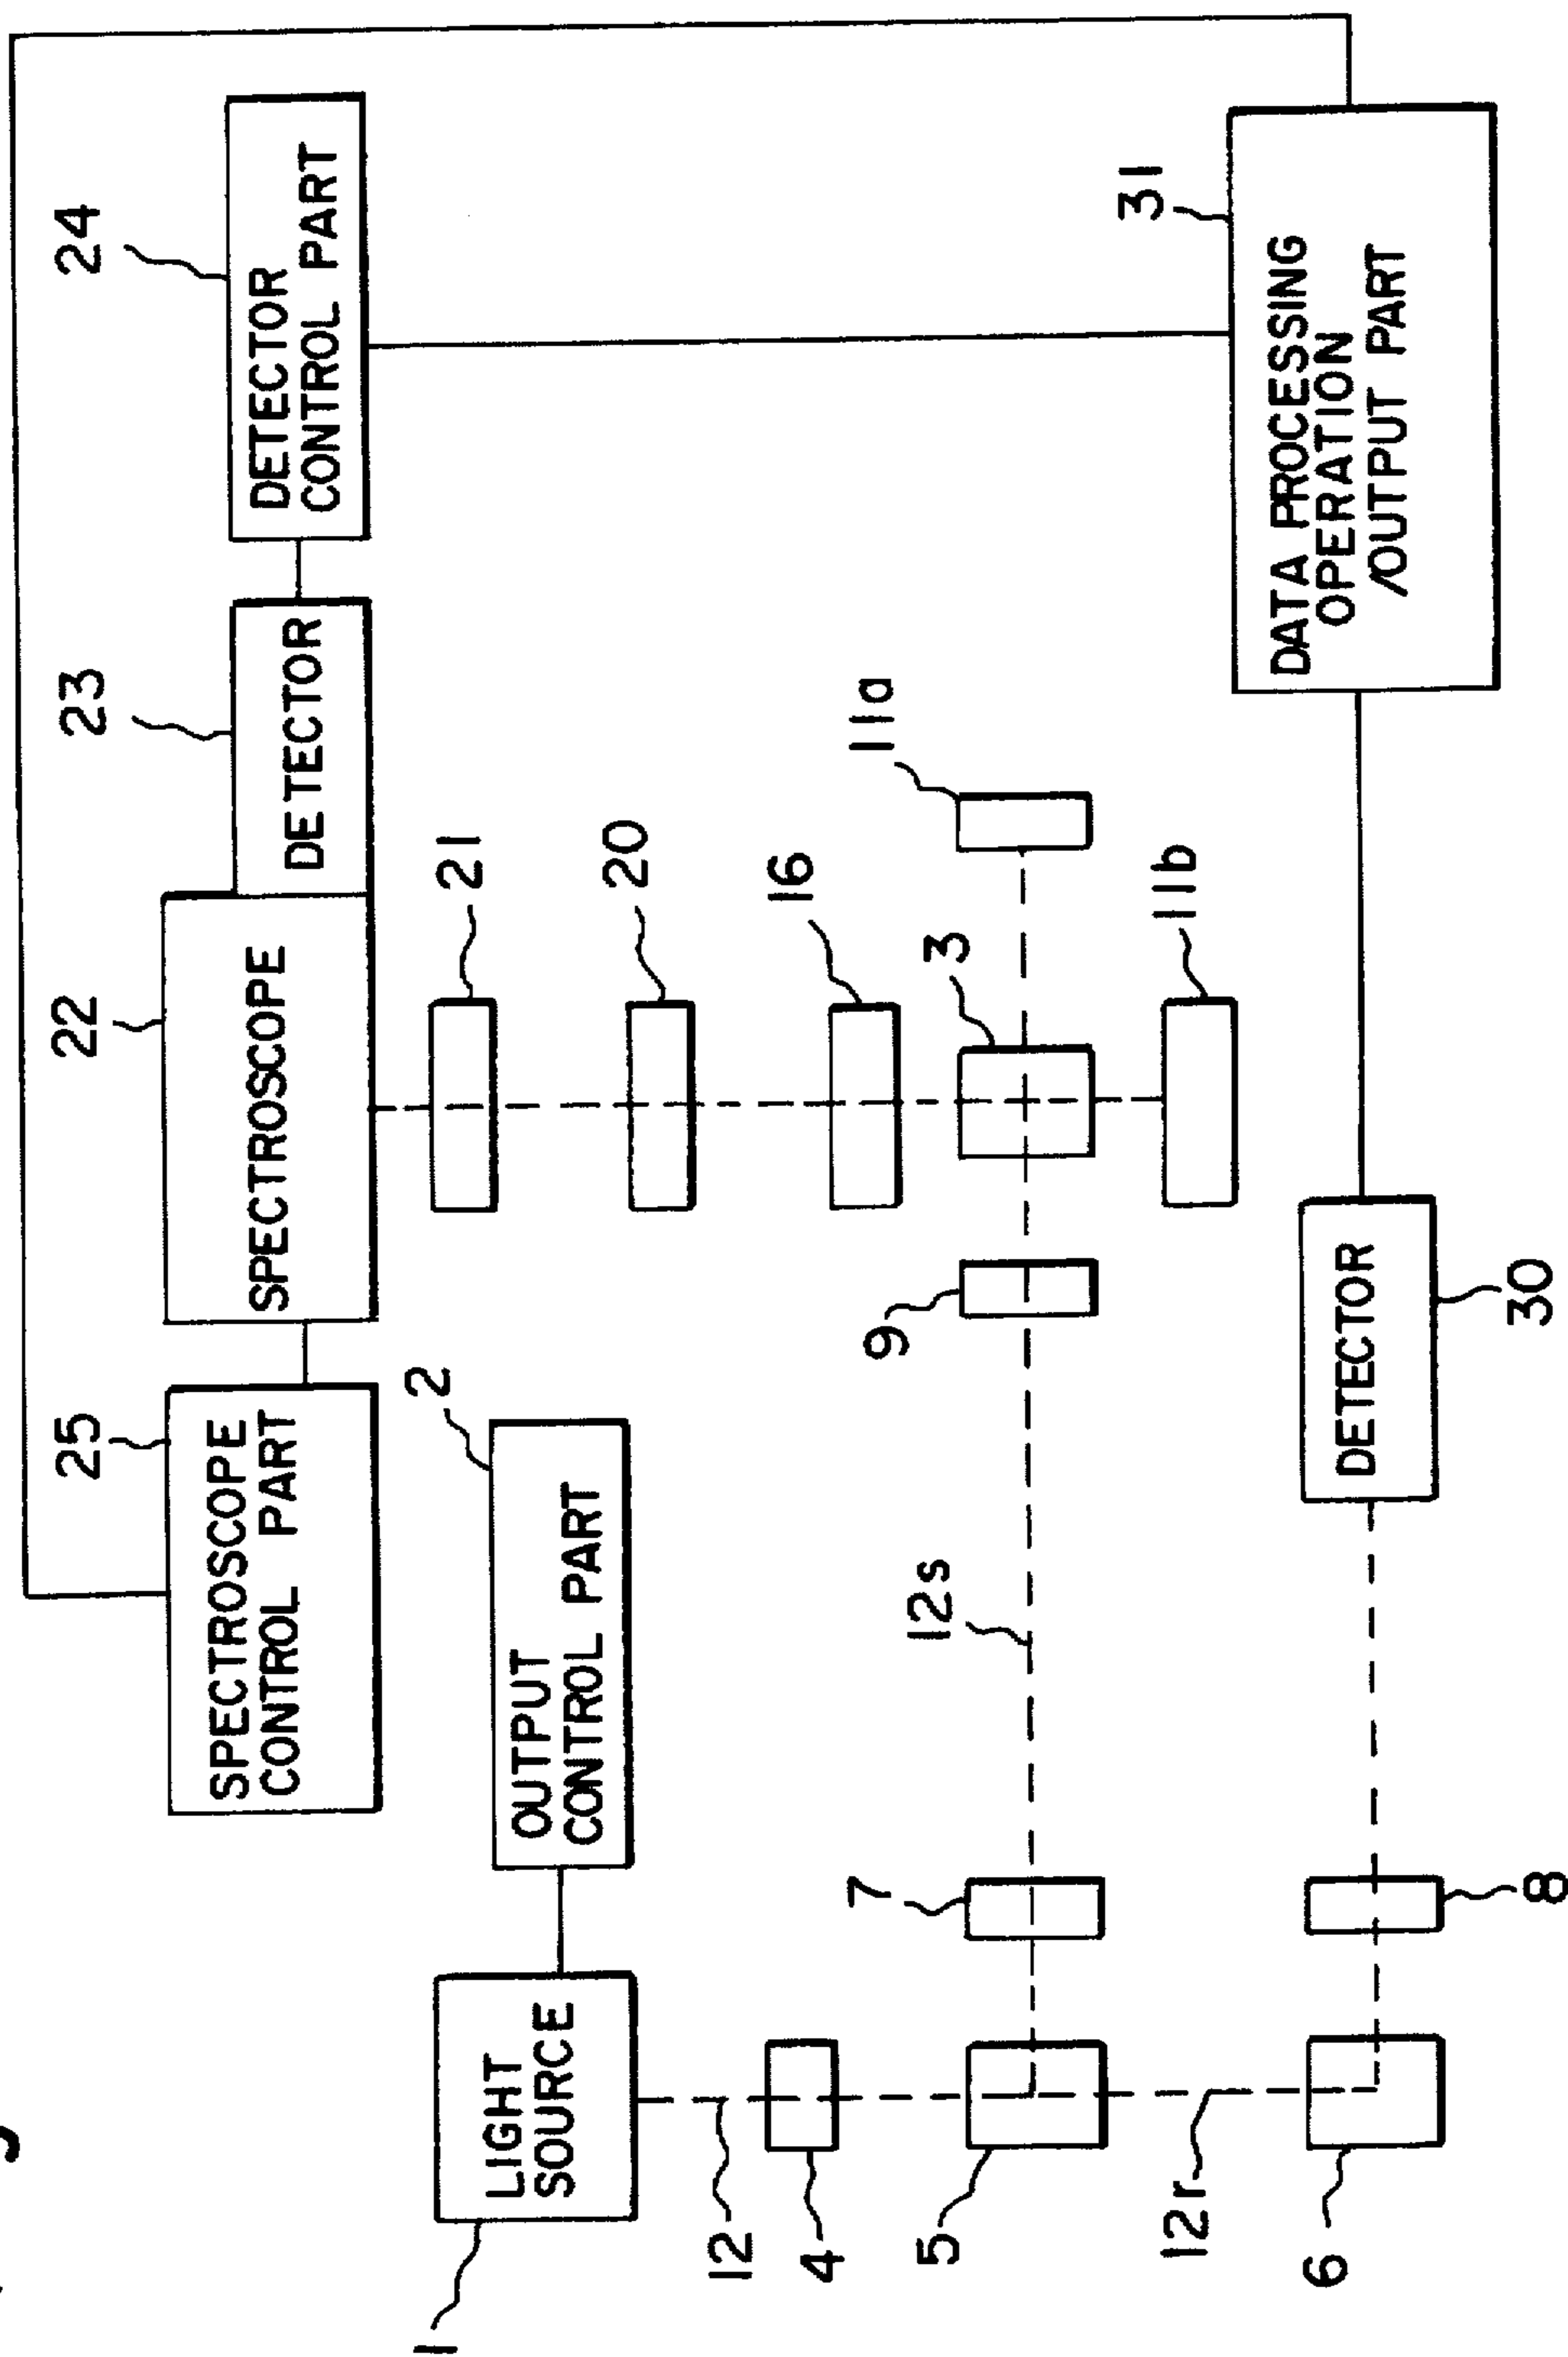 25
SPECTROSCOPE
CONTROL PART
22
SPECTROSCOPE
23
DETECTOR
24
DETECTOR
CONTROL PART
1
LIGHT
SOURCE
2
OUTPUT
CONTROL PART
21
20
16
12
4
5
7
12s
9
3
11a
11b
12r
6
8
DETECTOR
30
31
DATA PROCESSING
OPERATION
/OUTPUT PART